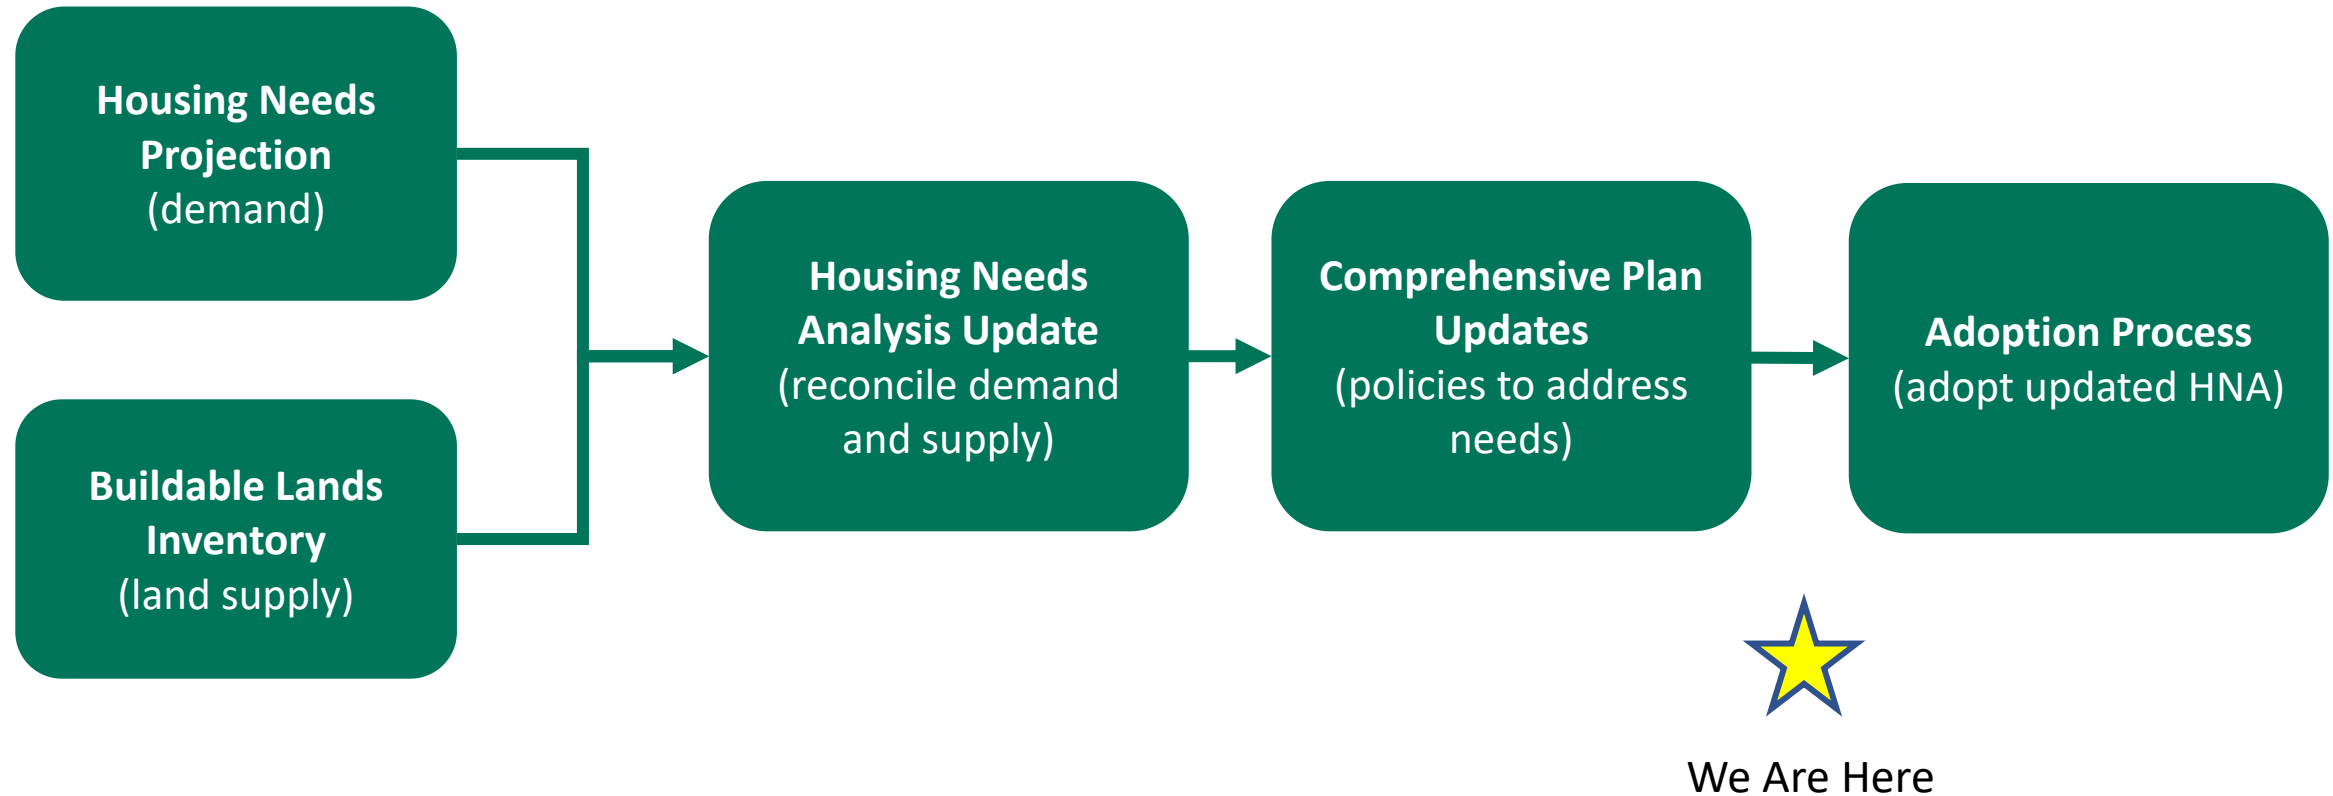 Housing Needs
Projection
(demand)
Buildable Lands
Inventory
(land supply)
Housing Needs
Analysis Update
(reconcile demand
and supply)
Comprehensive Plan
Updates
(policies to address
needs)
Adoption Process
(adopt updated HNA)
We Are Here